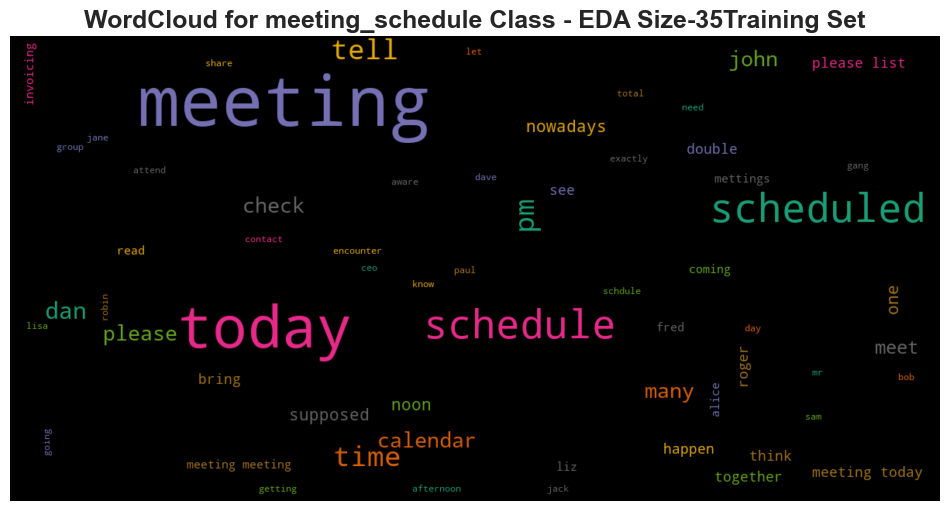 WordCloud for meeting_schedule Class - EDA Size-35Training Set
invoicing
share
tell
let
john
please list
meeting
total
need
nowadays
jane
group
double
exactly
attend
aware
dave
see
mettings
gang
check
pm
scheduled
contact
read
encounter
ceo
paul
know
coming
schdule
one
robin
dan
lisa
please
today
schedule
fred
day
meet
roger
bring
many
alice
mr
bob
noon
supposed
sam
calendar
going
time
happen
think
meeting meeting
liz
together
meeting today
getting
afternoon
jack